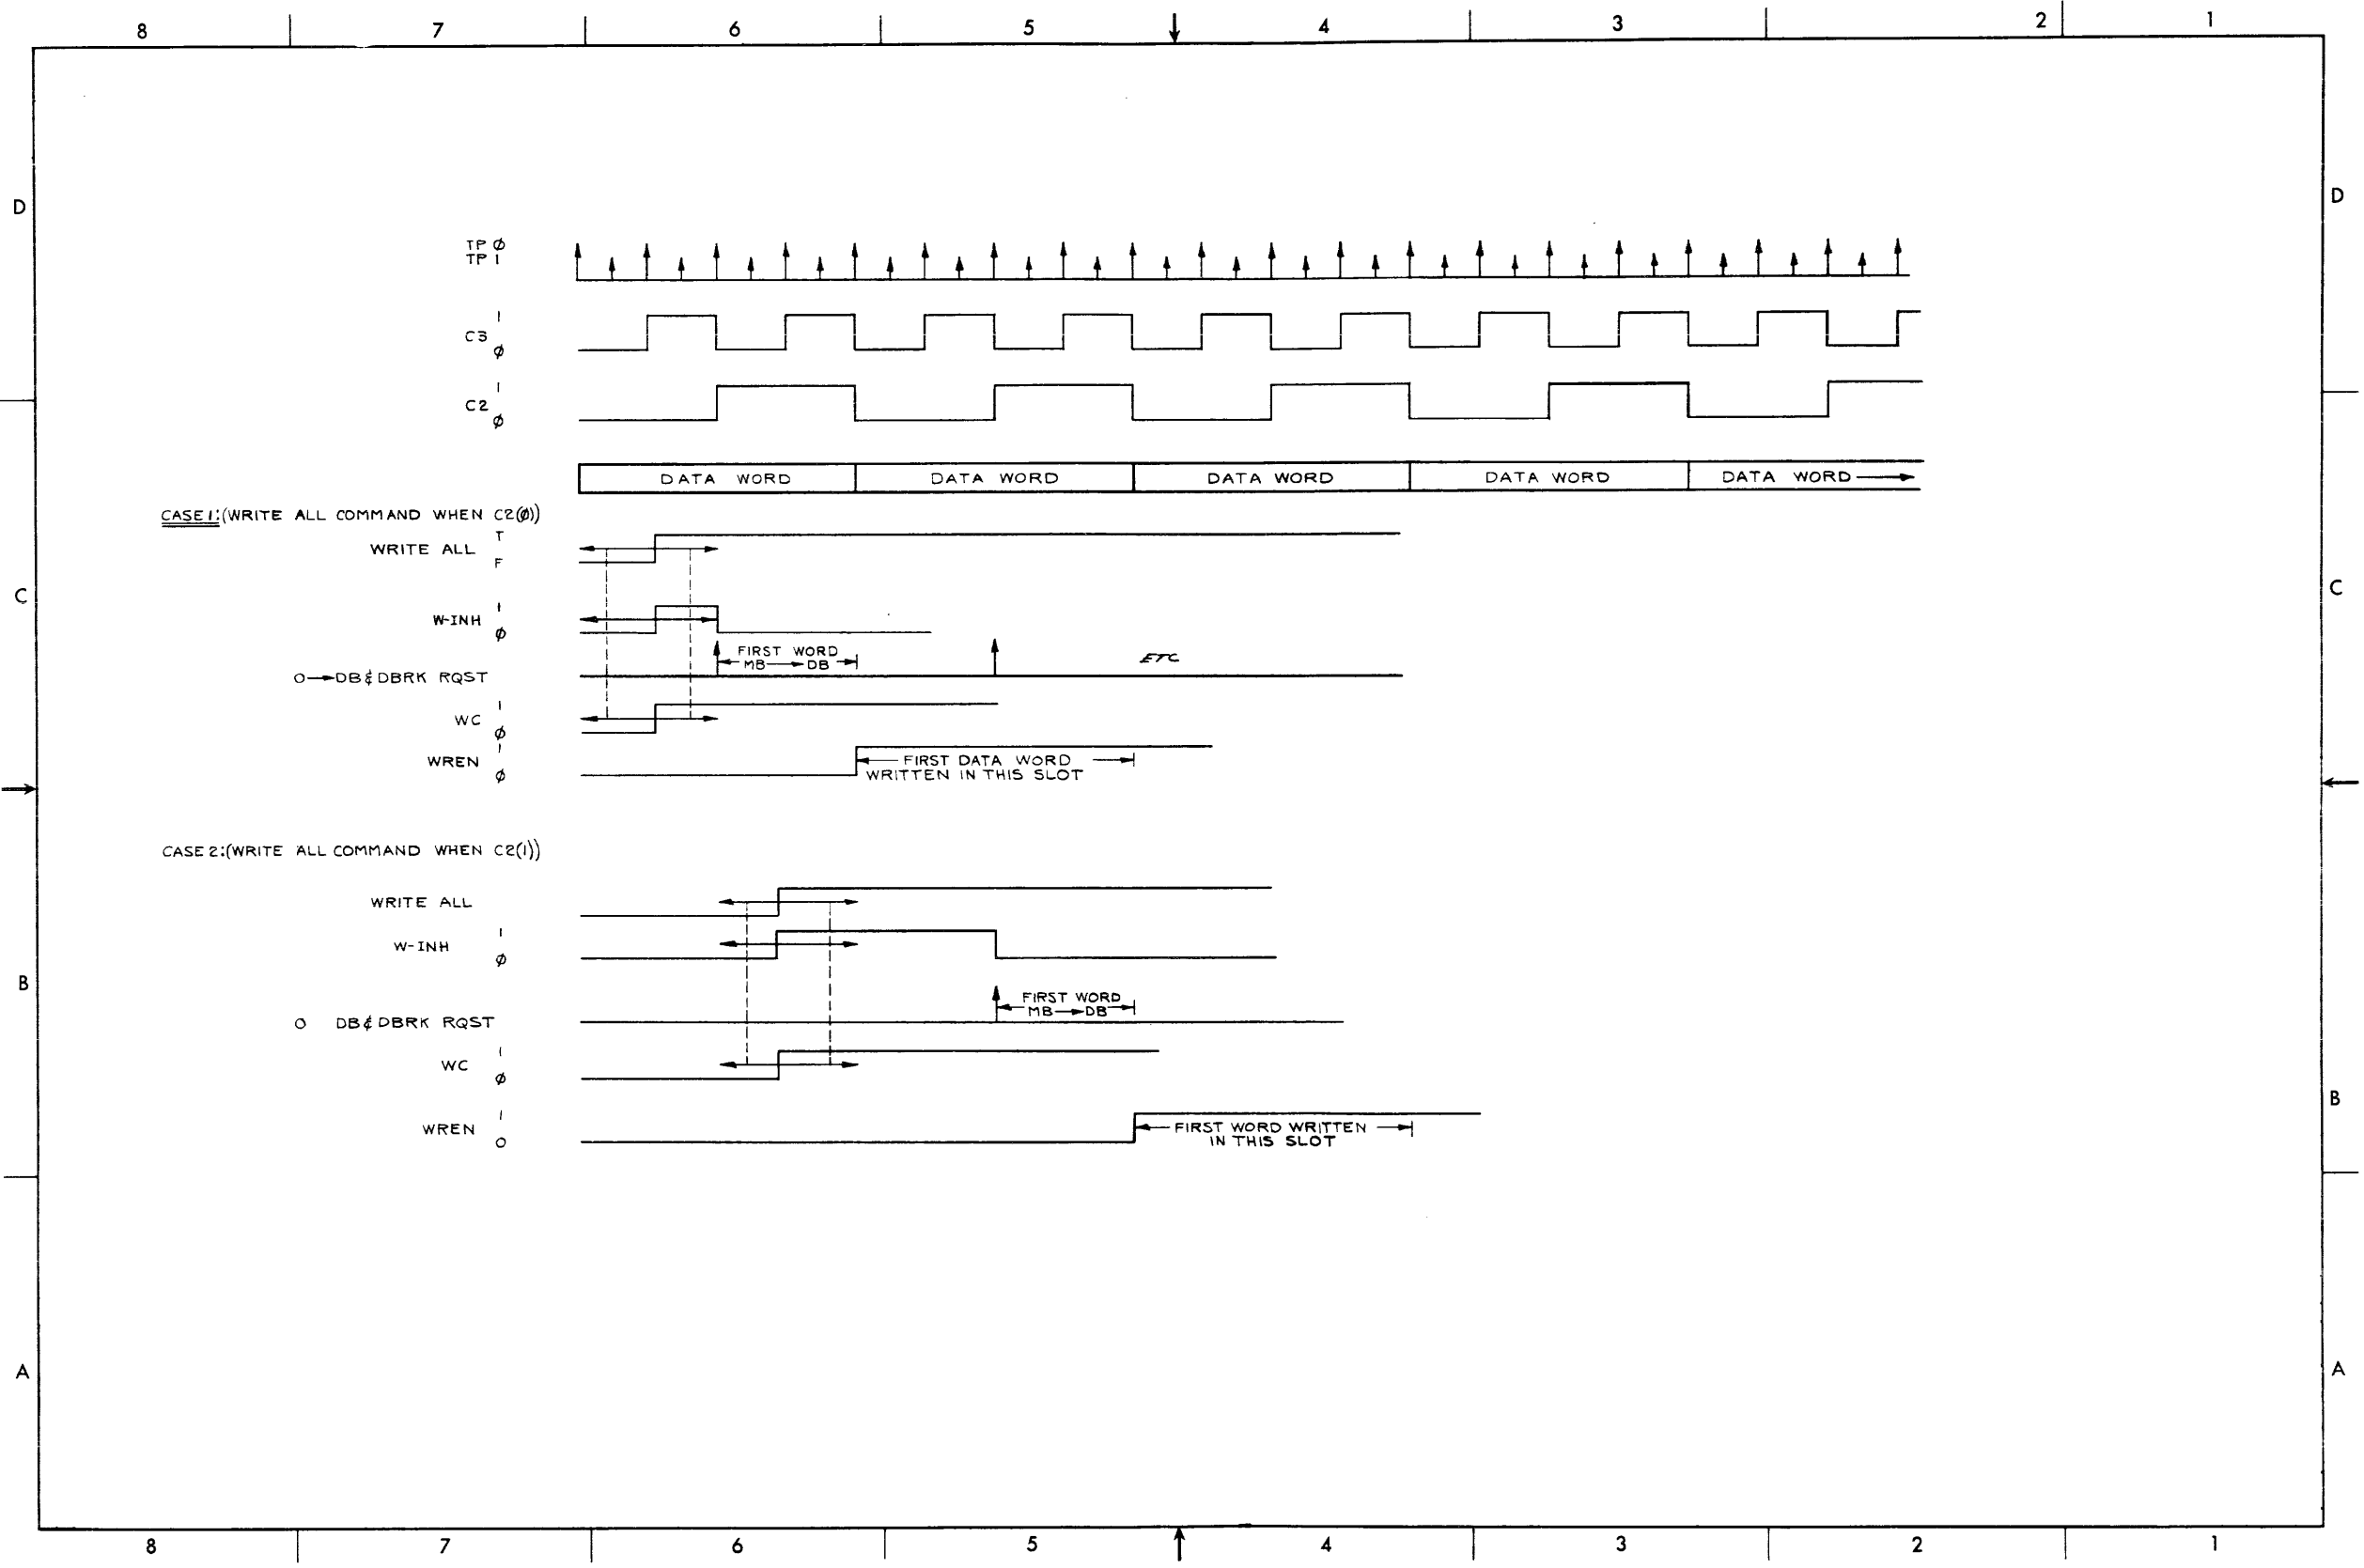 8 7 6 5 4 3 2 1
D D
TP Ø
TP 1
1
C3
Ø
1
C2
Ø
DATA WORD DATA WORD DATA WORD DATA WORD DATA WORD
CASE 1:(WRITE ALL COMMAND WHEN C2(Ø))
T
WRITE ALL
F
C C
1
W-INH
Ø
FIRST WORD
MB→DB
ETC
O→DB & DBRK RQST
1
WC
Ø
1
WREN
Ø
FIRST DATA WORD
WRITTEN IN THIS SLOT
CASE 2:(WRITE ALL COMMAND WHEN C2(1))
WRITE ALL
1
W-INH
Ø
B
FIRST WORD
MB→DB
O DB & DBRK RQST
1
WC
Ø
B
1
WREN
O
FIRST WORD WRITTEN
IN THIS SLOT
A A
8 7 6 5 4 3 2 1